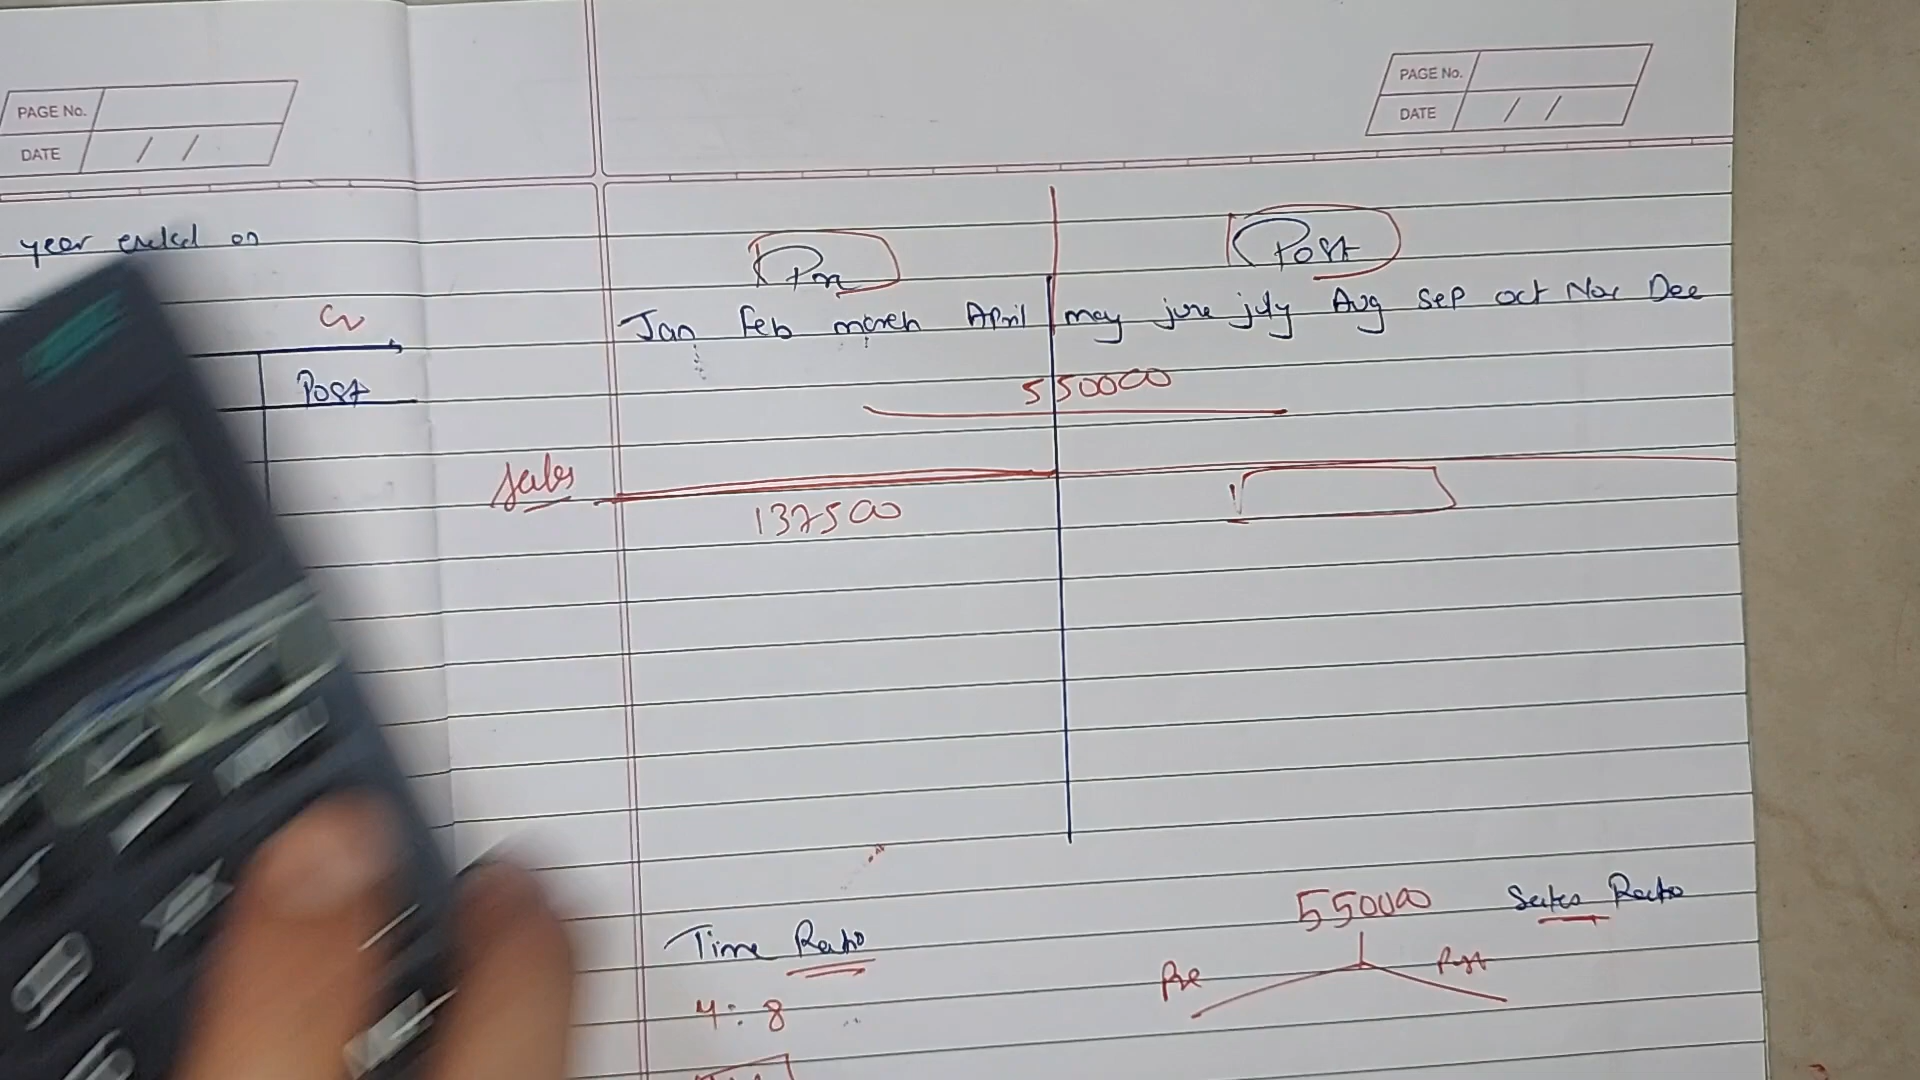 PAGE No.
DATE / /
PAGE No.
DATE / /
year ended on
Cr
Post
Pre Post
Jan Feb march April may june july Aug Sep oct Nov Dec
550000
Sales
137500
Time Ratio
4 : 8
550000 Sales Ratio
Pre Post